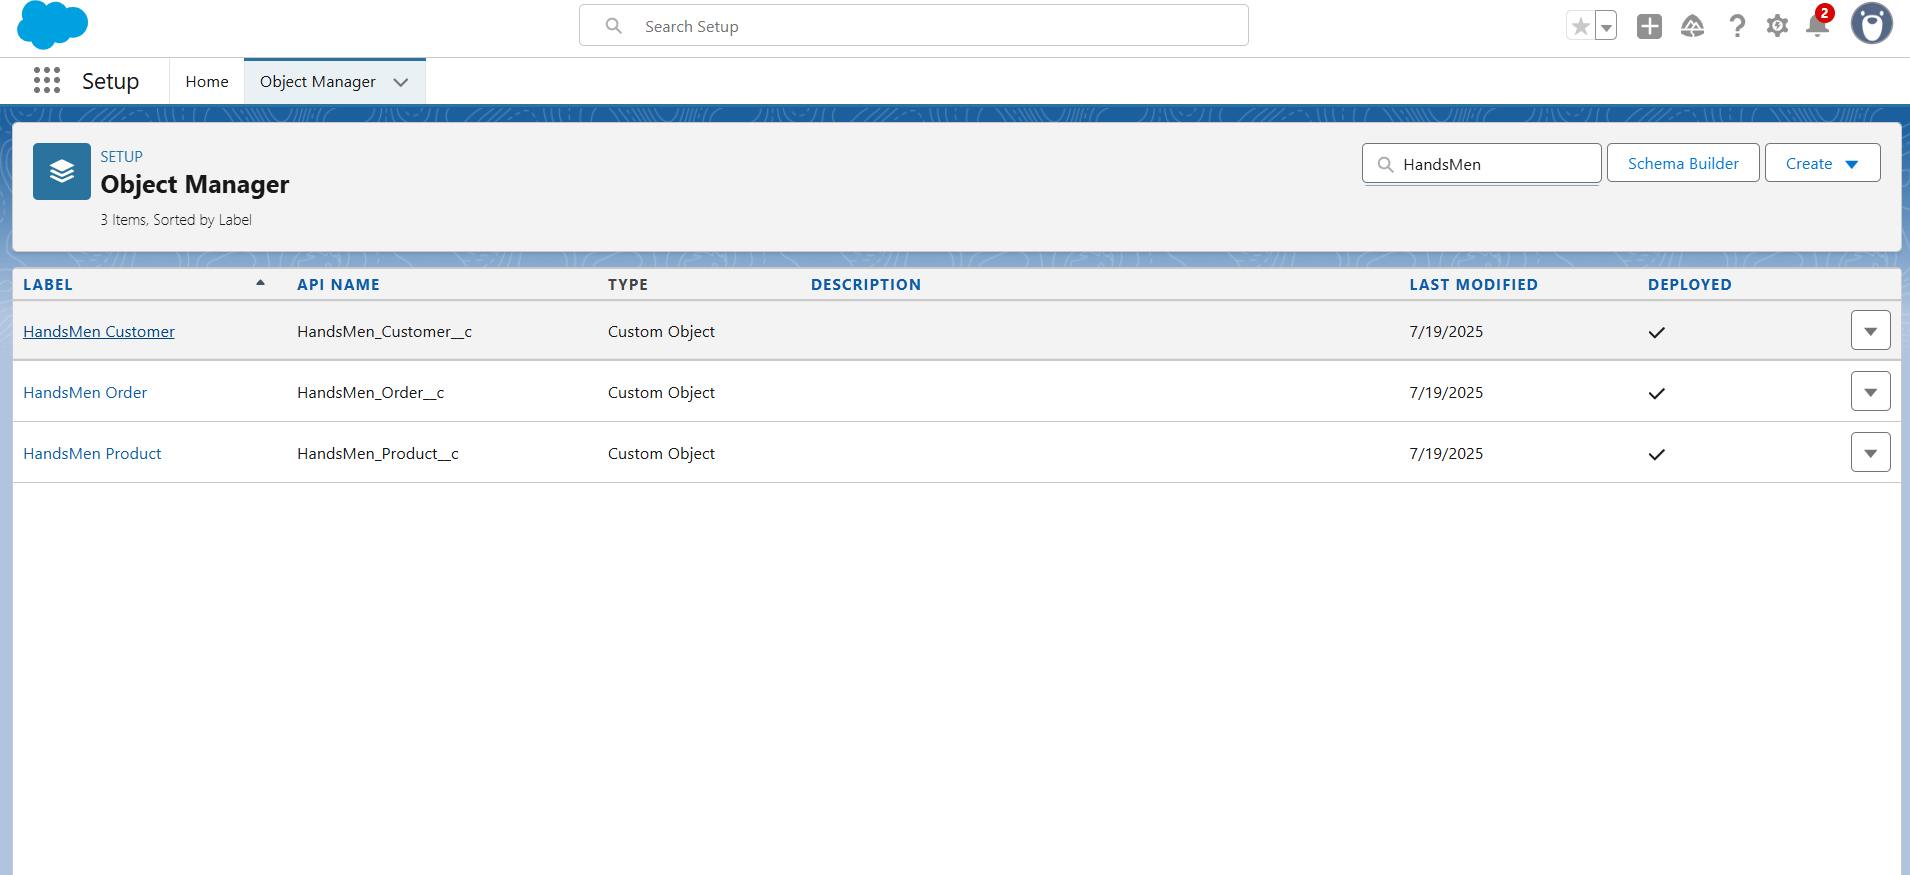 Search Setup
2
Setup
Home
Object Manager
SETUP
Object Manager
3 Items, Sorted by Label
HandsMen
Schema Builder
Create
LABEL API NAME TYPE DESCRIPTION LAST MODIFIED DEPLOYED
HandsMen Customer HandsMen_Customer__c Custom Object 7/19/2025
HandsMen Order HandsMen_Order__c Custom Object 7/19/2025
HandsMen Product HandsMen_Product__c Custom Object 7/19/2025